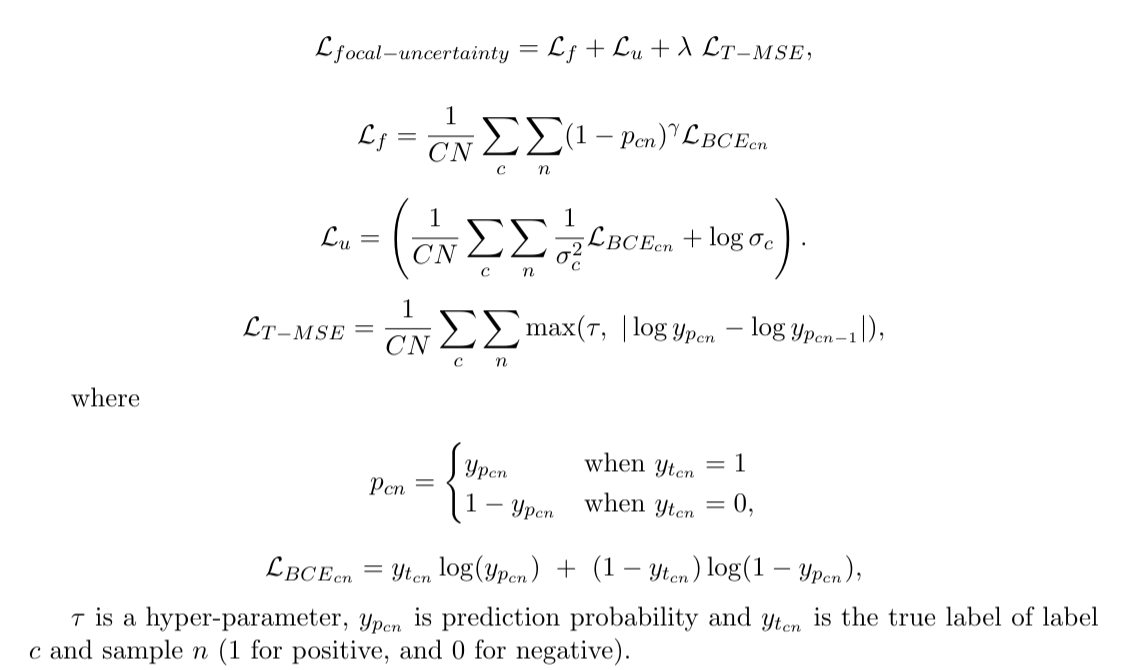 $\mathcal{L}_{focal-uncertainty} = \mathcal{L}_f + \mathcal{L}_u + \lambda \ \mathcal{L}_{T-MSE},$
$\mathcal{L}_f = \frac{1}{CN} \sum_c \sum_n (1 - p_{cn})^\gamma \mathcal{L}_{BCE_{cn}}$
$\mathcal{L}_u = \left( \frac{1}{CN} \sum_c \sum_n \frac{1}{\sigma_c^2} \mathcal{L}_{BCE_{cn}} + \log \sigma_c \right).$
$\mathcal{L}_{T-MSE} = \frac{1}{CN} \sum_c \sum_n \max(\tau, \ |\log y_{p_{cn}} - \log y_{p_{cn-1}}|),$
where
$p_{cn} = \begin{cases} y_{p_{cn}} & \text{when } y_{t_{cn}} = 1 \\ 1 - y_{p_{cn}} & \text{when } y_{t_{cn}} = 0, \end{cases}$
$\mathcal{L}_{BCE_{cn}} = y_{t_{cn}} \log(y_{p_{cn}}) \ + \ (1 - y_{t_{cn}}) \log(1 - y_{p_{cn}}),$
$\tau$ is a hyper-parameter, $y_{p_{cn}}$ is prediction probability and $y_{t_{cn}}$ is the true label of label
$c$ and sample $n$ (1 for positive, and 0 for negative).